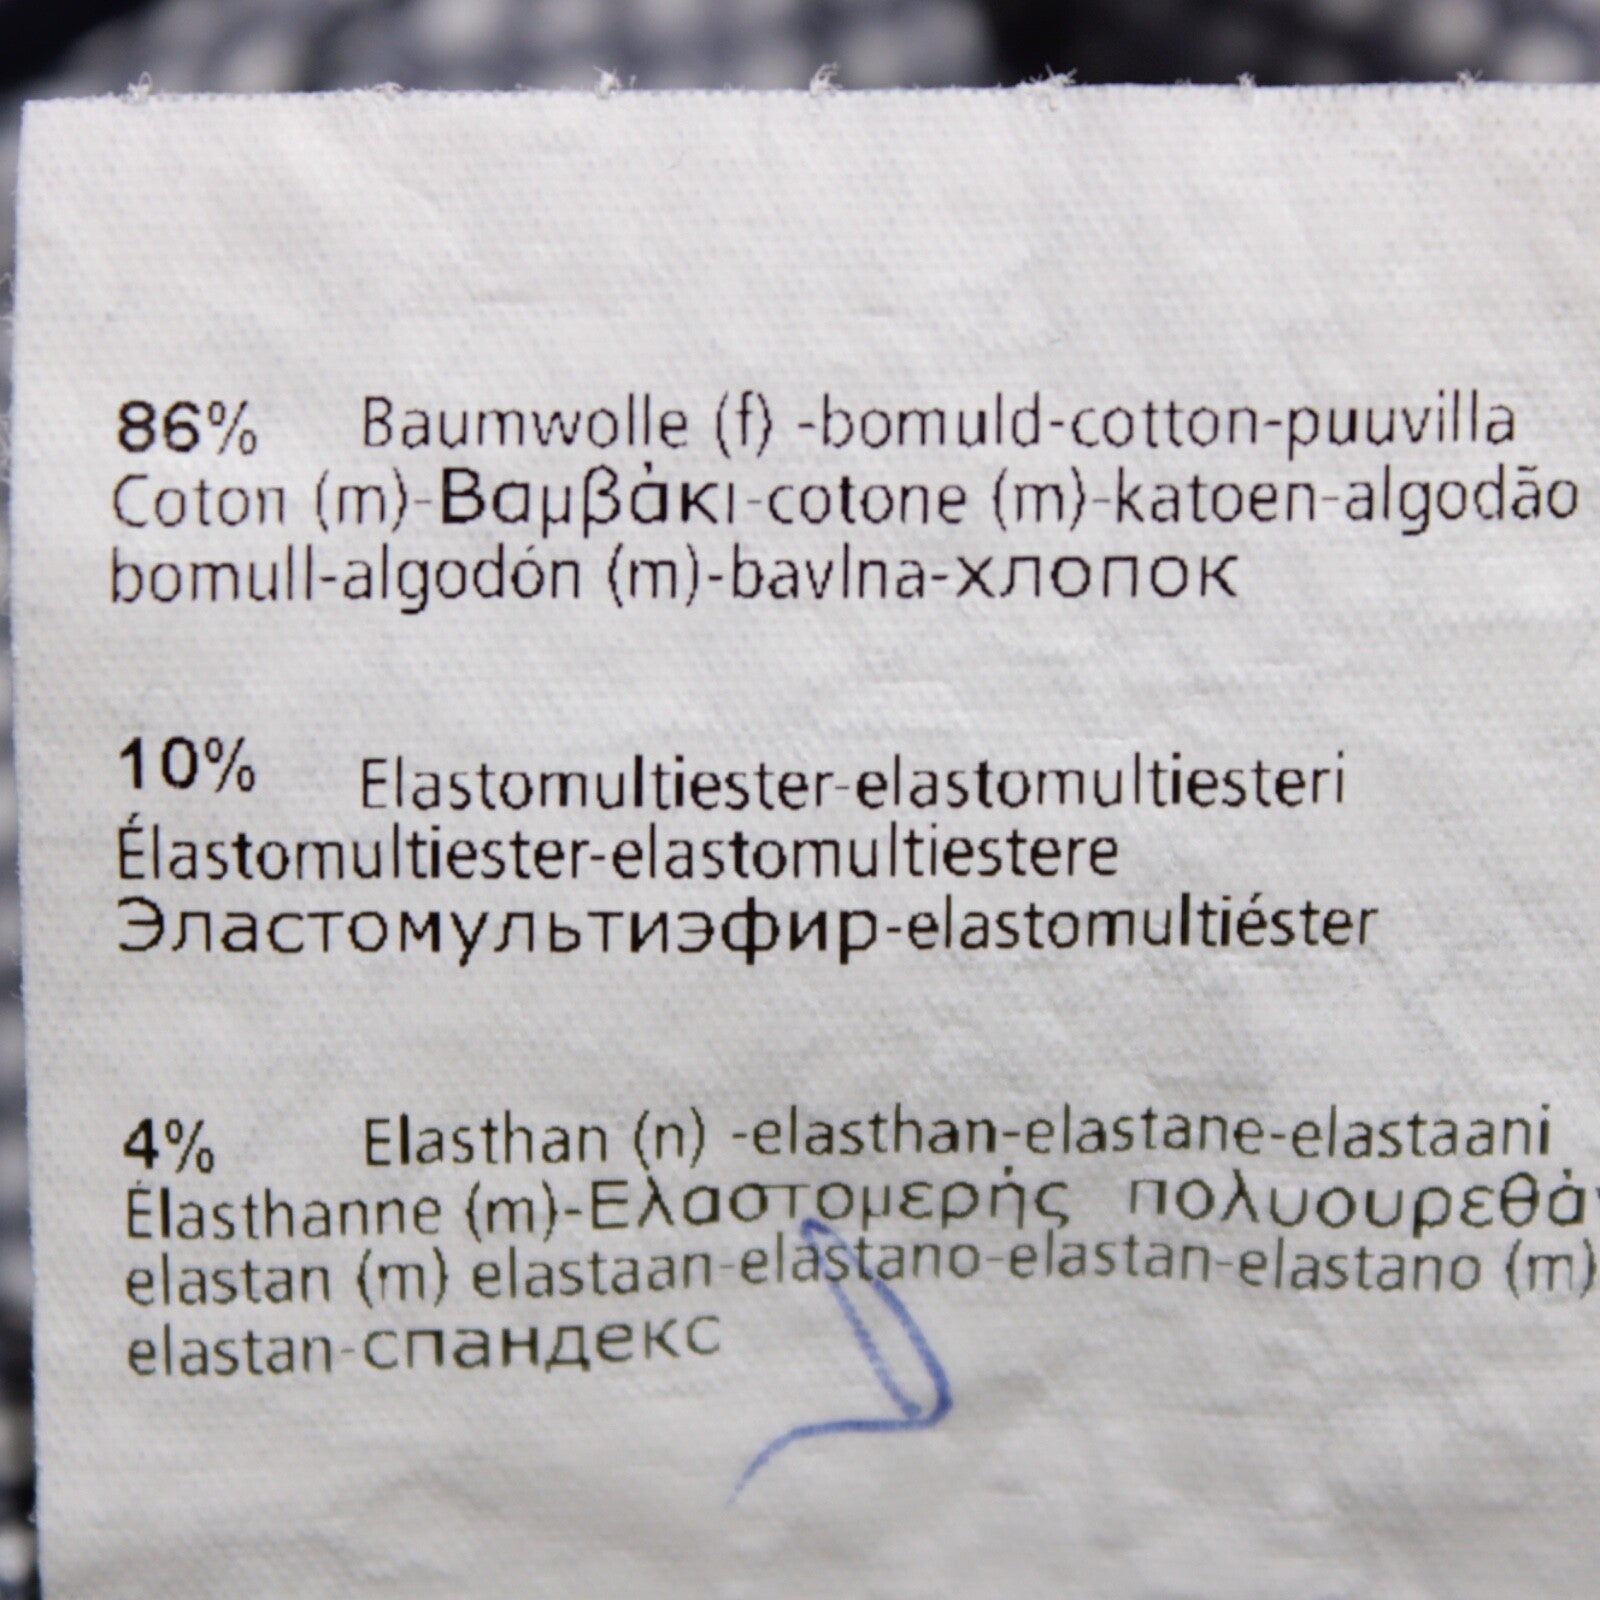 86% Baumwolle (f) -bomuld-cotton-puuvilla
Coton (m)-Βαμβάκι-cotone (m)-katoen-algodão
bomull-algodón (m)-bavlna-хлопок
10% Elastomultiester-elastomultiesteri
Élastomultiester-elastomultiestere
Эластомультиэфир-elastomultiéster
4% Elasthan (n) -elasthan-elastane-elastaani
Élasthanne (m)-Ελαστομερής πολυουρεθά
elastan (m) elastaan-elastano-elastan-elastano (m)
elastan-спандекс